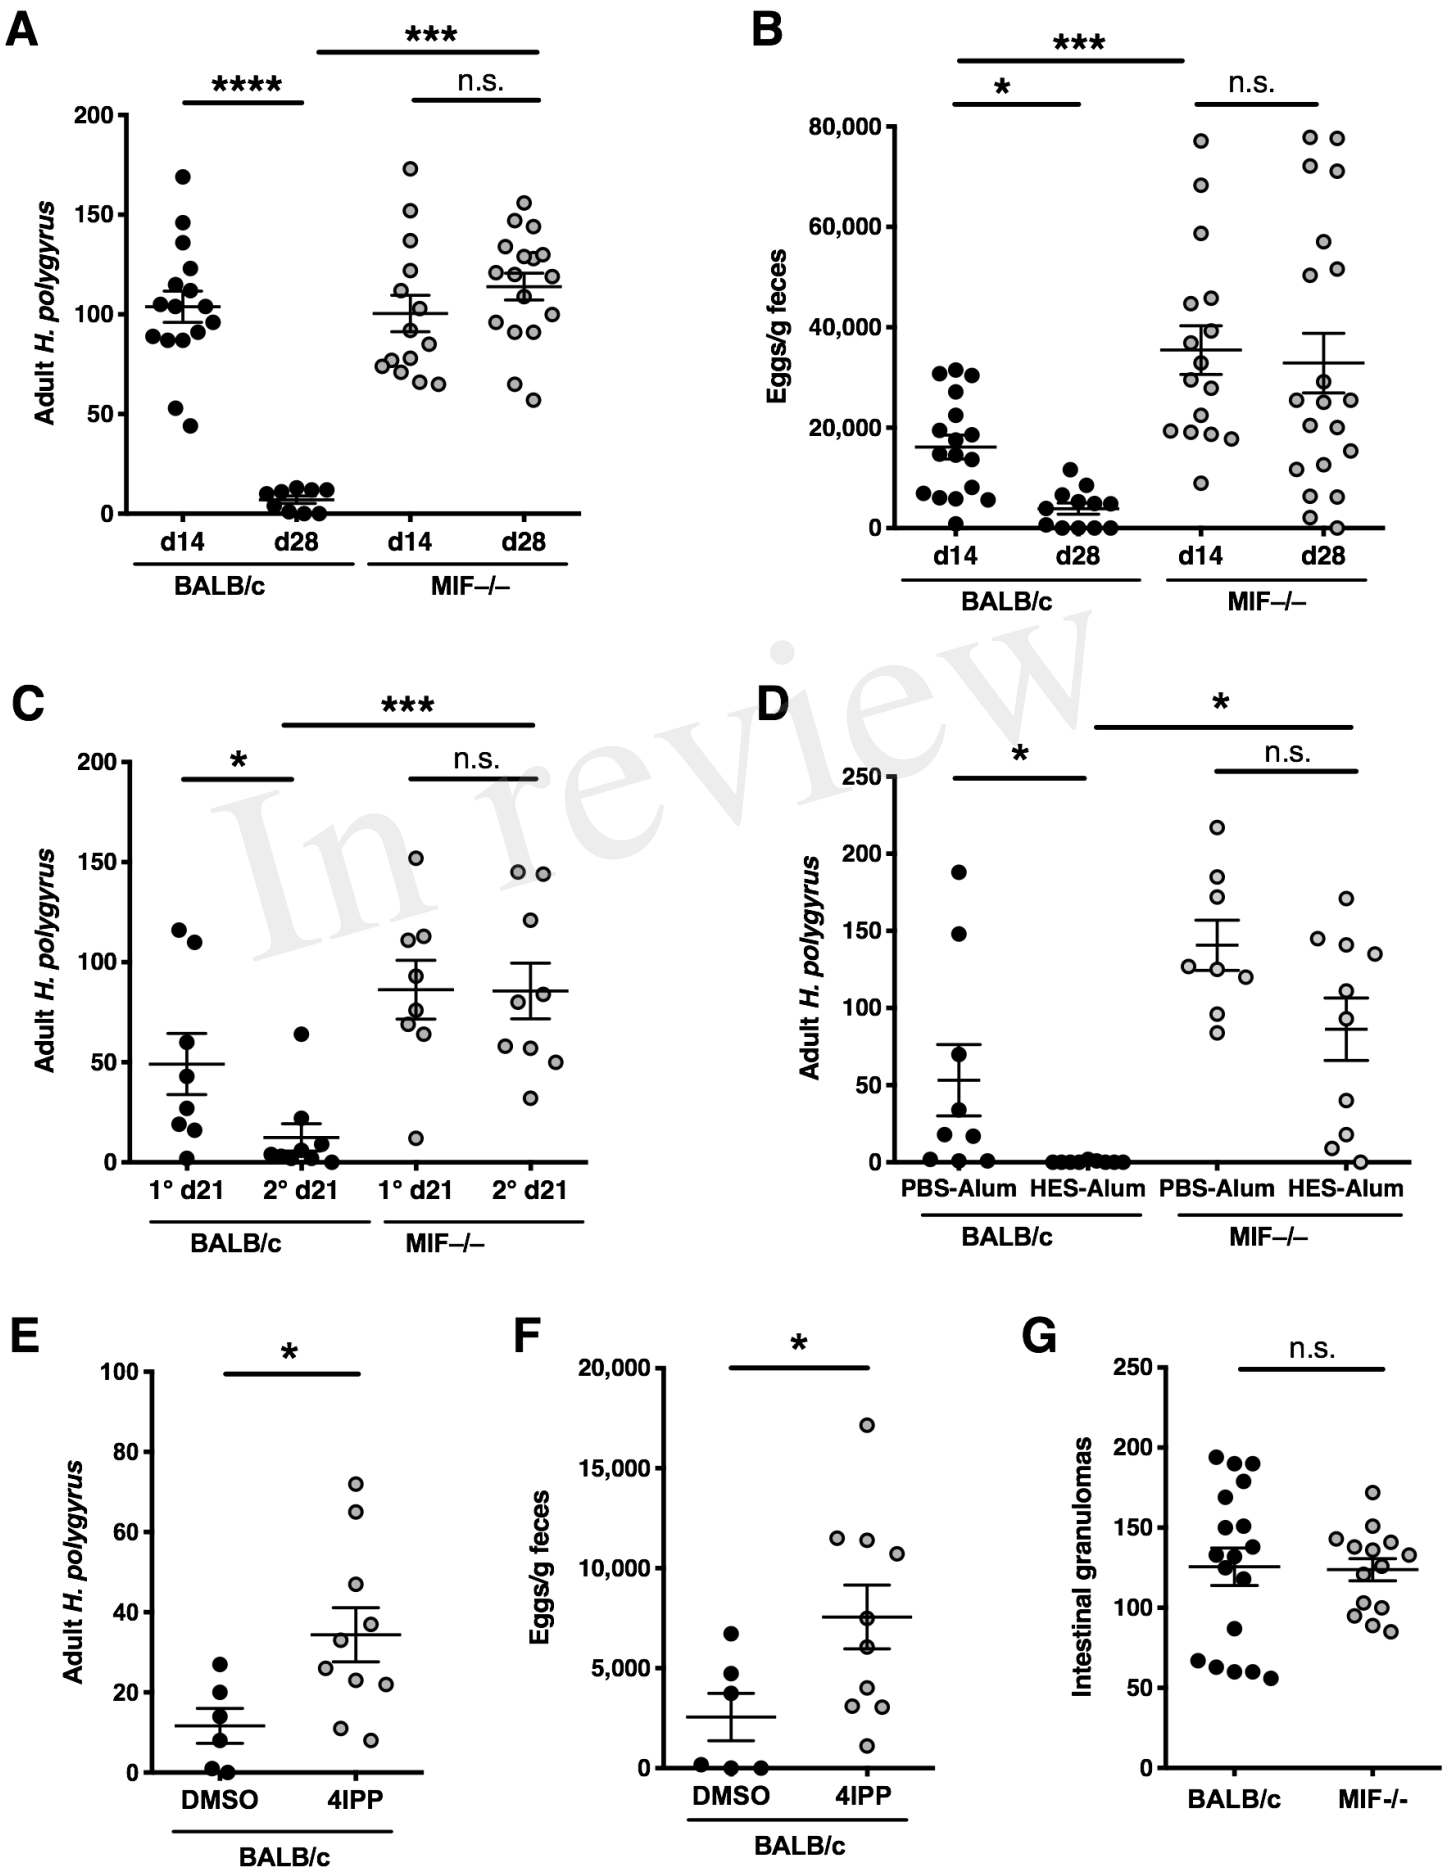 A
***
****
n.s.
200
150
100
50
0
Adult H. polygyrus
d14 d28 d14 d28
BALB/c MIF–/–
B
***
*
n.s.
80,000
60,000
40,000
20,000
0
Eggs/g feces
d14 d28 d14 d28
BALB/c MIF–/–
In review
C
***
*
n.s.
200
150
100
50
0
Adult H. polygyrus
1° d21 2° d21 1° d21 2° d21
BALB/c MIF–/–
D
*
*
n.s.
250
200
150
100
50
0
Adult H. polygyrus
PBS-Alum HES-Alum PBS-Alum HES-Alum
BALB/c MIF–/–
E
*
100
80
60
40
20
0
Adult H. polygyrus
DMSO 4IPP
BALB/c
F
*
20,000
15,000
10,000
5,000
0
Eggs/g feces
DMSO 4IPP
BALB/c
G
n.s.
250
200
150
100
50
0
Intestinal granulomas
BALB/c MIF-/-